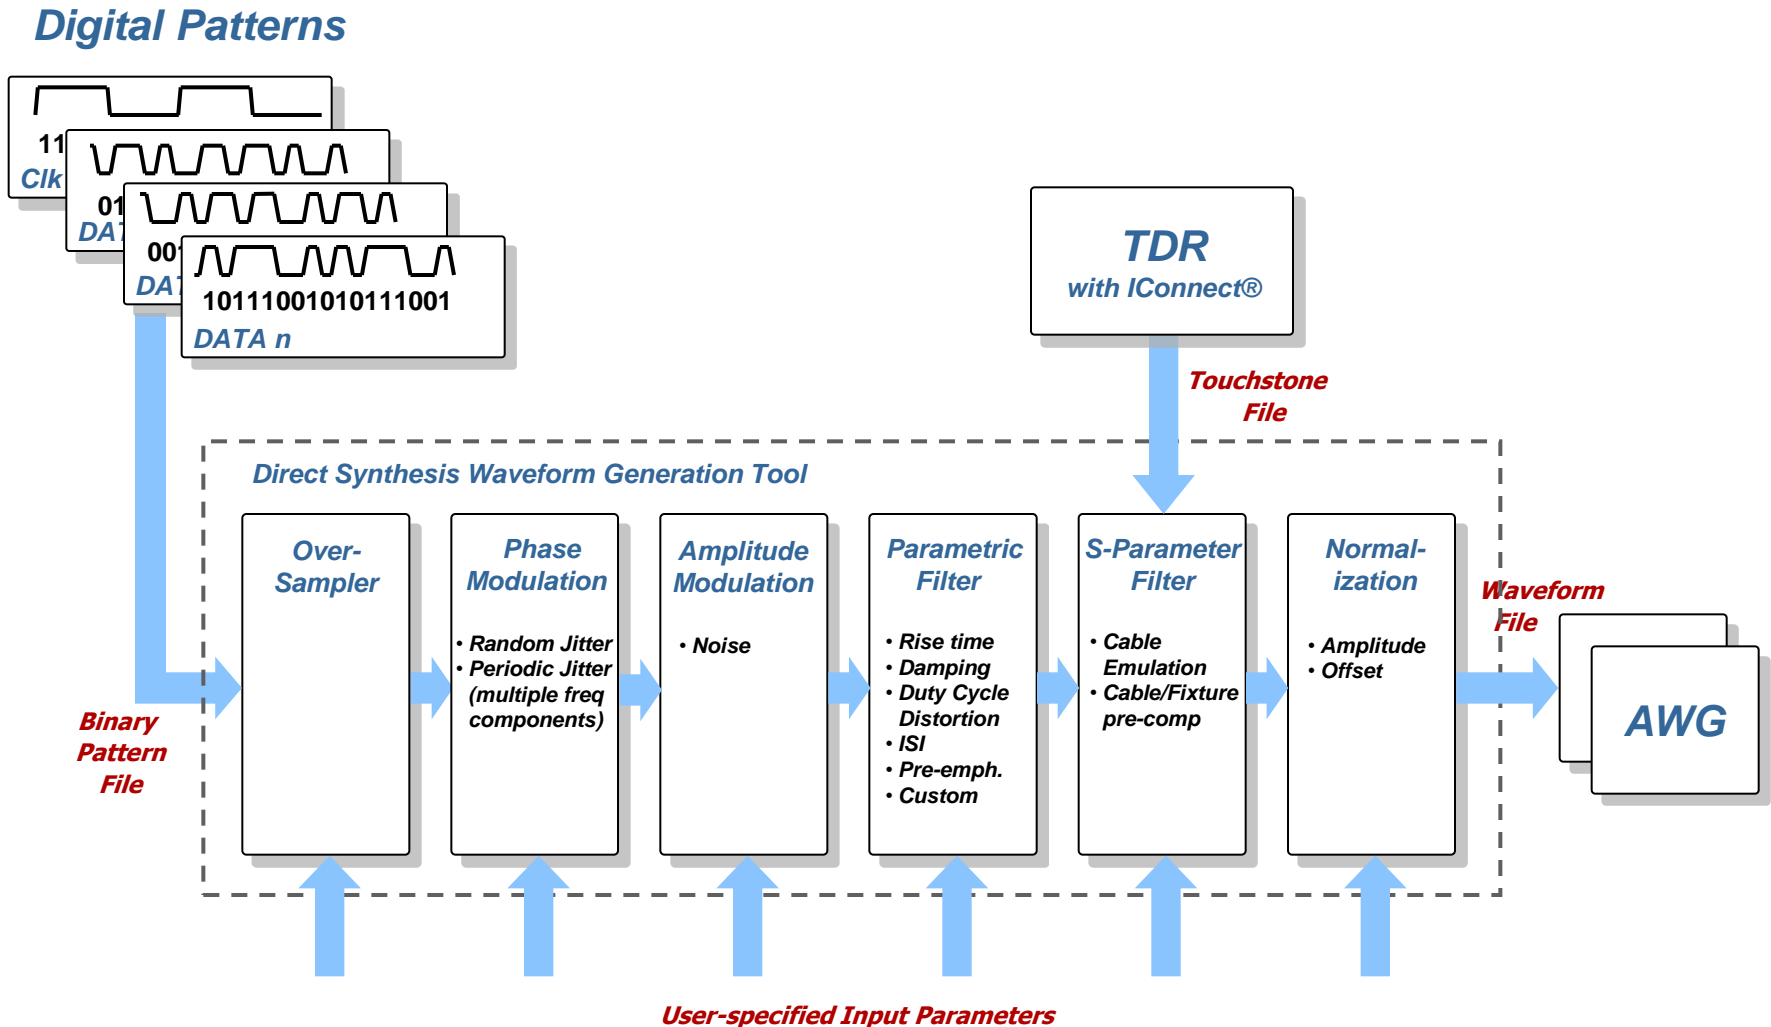 Digital Patterns
11
Clk
01
DAT
001
DAT
10111001010111001
DATA n
TDR
with IConnect®
Touchstone
File
Direct Synthesis Waveform Generation Tool
Over-
Sampler
Phase
Modulation
• Random Jitter
• Periodic Jitter
(multiple freq
components)
Amplitude
Modulation
• Noise
Parametric
Filter
• Rise time
• Damping
• Duty Cycle
Distortion
• ISI
• Pre-emph.
• Custom
S-Parameter
Filter
• Cable
Emulation
• Cable/Fixture
pre-comp
Normal-
ization
• Amplitude
• Offset
Waveform
File
AWG
Binary
Pattern
File
User-specified Input Parameters